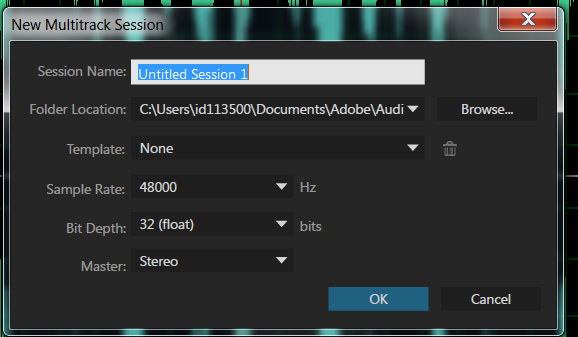 New Multitrack Session
Session Name: Untitled Session 1
Folder Location: C:\Users\id113500\Documents\Adobe\Audi Browse...
Template: None
Sample Rate: 48000 Hz
Bit Depth: 32 (float) bits
Master: Stereo
OK Cancel